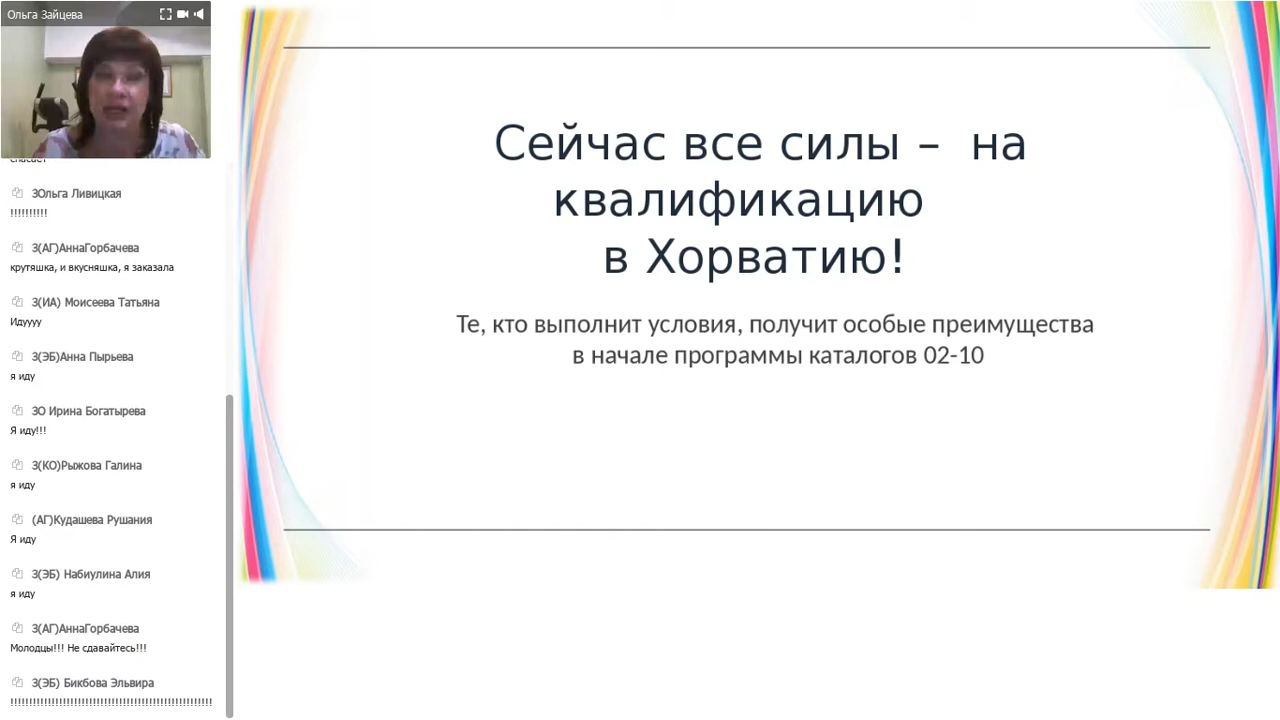 Ольга Зайцева
спасает
ЗОльга Ливицкая
!!!!!!!!!!
З(АГ)АннаГорбачева
крутяшка, и вкусняшка, я заказала
З(ИА) Моисеева Татьяна
Идуууу
З(ЭБ)Анна Пырьева
я иду
ЗО Ирина Богатырева
Я иду!!!
З(КО)Рыжова Галина
я иду
(АГ)Кудашева Рушания
Я иду
З(ЭБ) Набиулина Алия
я иду
З(АГ)АннаГорбачева
Молодцы!!! Не сдавайтесь!!!
З(ЭБ) Бикбова Эльвира
!!!!!!!!!!!!!!!!!!!!!!!!!!!!!!!!!!!!!!!!!!!!!!!!!!!!!!
Сейчас все силы – на
квалификацию
в Хорватию!
Те, кто выполнит условия, получит особые преимущества
в начале программы каталогов 02-10